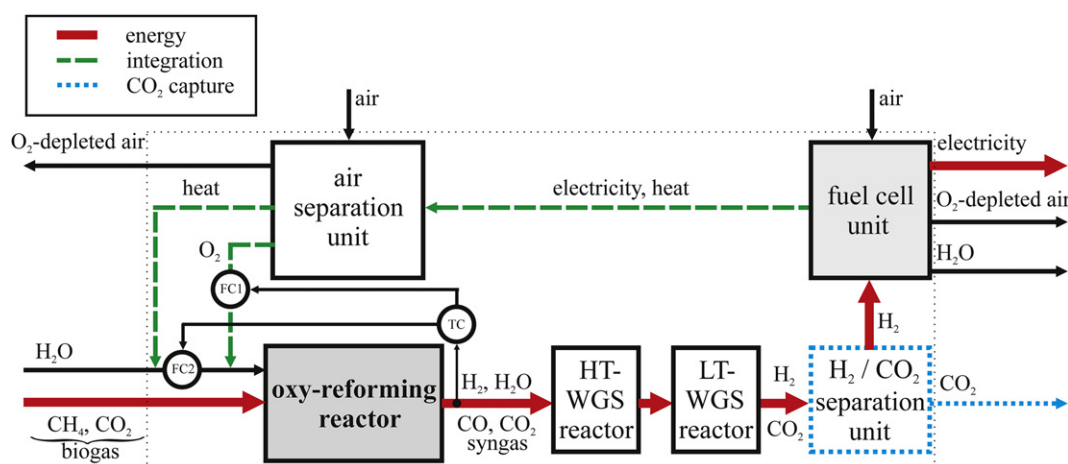 energy
integration
CO₂ capture
air
air
O₂-depleted air
electricity
heat
air
separation
unit
electricity, heat
fuel cell
unit
O₂-depleted air
O₂
H₂O
FC1
TC
H₂
H₂O
FC2
oxy-reforming
reactor
H₂, H₂O
CO, CO₂
syngas
HT-
WGS
reactor
LT-
WGS
reactor
H₂
CO₂
H₂ / CO₂
separation
unit
CO₂
CH₄, CO₂
biogas